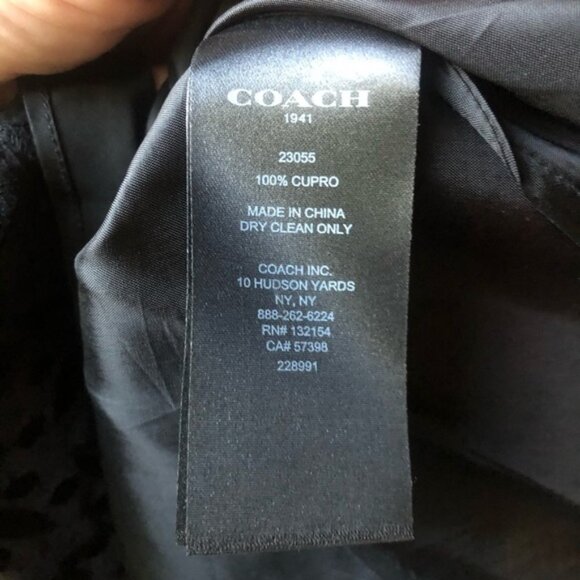 COACH
1941
23055
100% CUPRO
MADE IN CHINA
DRY CLEAN ONLY
COACH INC.
10 HUDSON YARDS
NY, NY
888-262-6224
RN# 132154
CA# 57398
228991